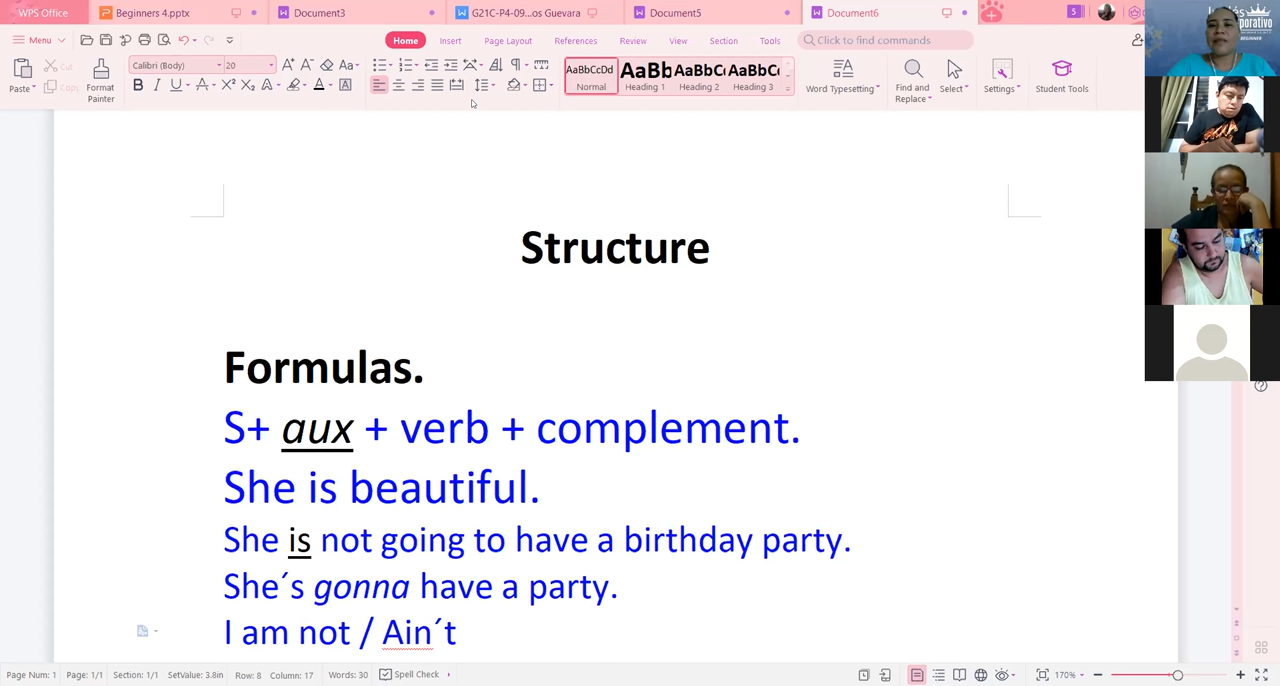 WPS Office
Beginners 4.pptx
Document3
G21C-P4-09...os Guevara
Document5
Document6
S
Menu
Home
Insert
Page Layout
References
Review
View
Section
Tools
Click to find commands
Paste
Cut
Copy
Format
Painter
Calibri (Body)
20
AaBbCcDd
Normal
AaBb
Heading 1
AaBbC
Heading 2
AaBbC
Heading 3
Word Typesetting
Find and
Replace
Select
Settings
Student Tools
Structure
Formulas.
S+ aux + verb + complement.
She is beautiful.
She is not going to have a birthday party.
She´s gonna have a party.
I am not / Ain´t
Page Num: 1
Page: 1/1
Section: 1/1
SetValue: 3.8in
Row: 8
Column: 17
Words: 30
Spell Check
170%